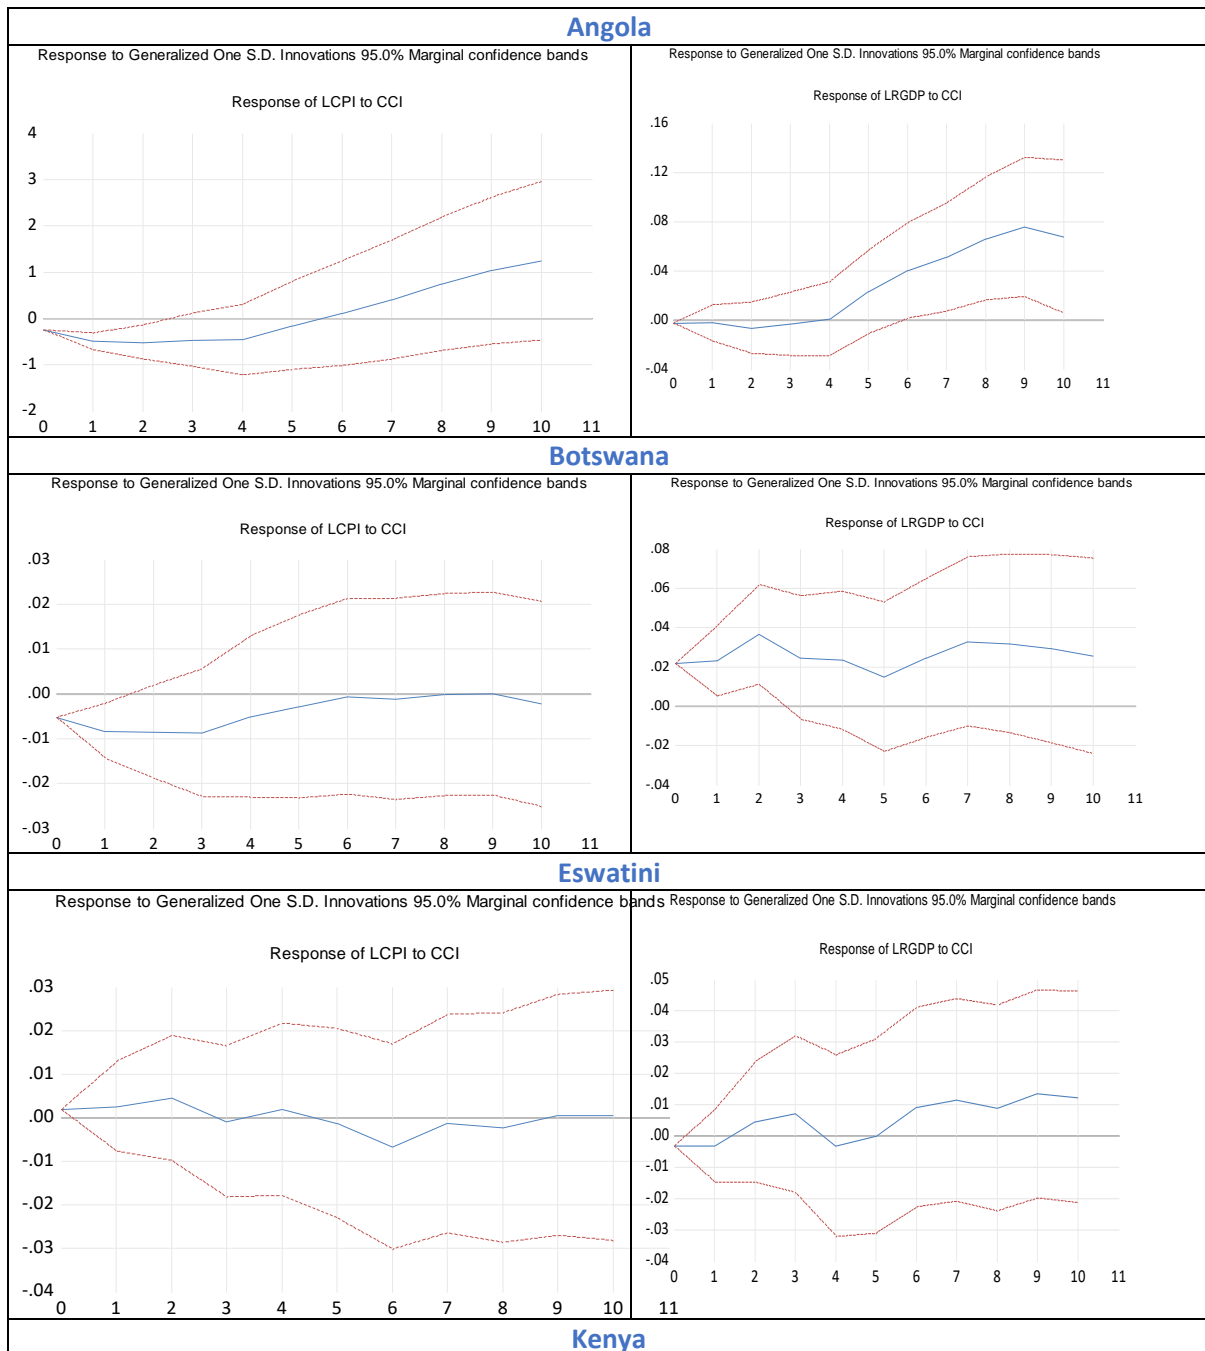 Angola
Response to Generalized One S.D. Innovations 95.0% Marginal confidence bands
Response of LCPI to CCI
4
3
2
1
0
-1
-2
0 1 2 3 4 5 6 7 8 9 10 11
Response to Generalized One S.D. Innovations 95.0% Marginal confidence bands
Response of LRGDP to CCI
.16
.12
.08
.04
.00
-.04
0 1 2 3 4 5 6 7 8 9 10 11
Botswana
Response to Generalized One S.D. Innovations 95.0% Marginal confidence bands
Response of LCPI to CCI
.03
.02
.01
.00
-.01
-.02
-.03
0 1 2 3 4 5 6 7 8 9 10 11
Response to Generalized One S.D. Innovations 95.0% Marginal confidence bands
Response of LRGDP to CCI
.08
.06
.04
.02
.00
-.02
-.04
0 1 2 3 4 5 6 7 8 9 10 11
Eswatini
Response to Generalized One S.D. Innovations 95.0% Marginal confidence bands
Response of LCPI to CCI
.03
.02
.01
.00
-.01
-.02
-.03
-.04
0 1 2 3 4 5 6 7 8 9 10 11
Response to Generalized One S.D. Innovations 95.0% Marginal confidence bands
Response of LRGDP to CCI
.05
.04
.03
.02
.01
.00
-.01
-.02
-.03
-.04
0 1 2 3 4 5 6 7 8 9 10 11
Kenya